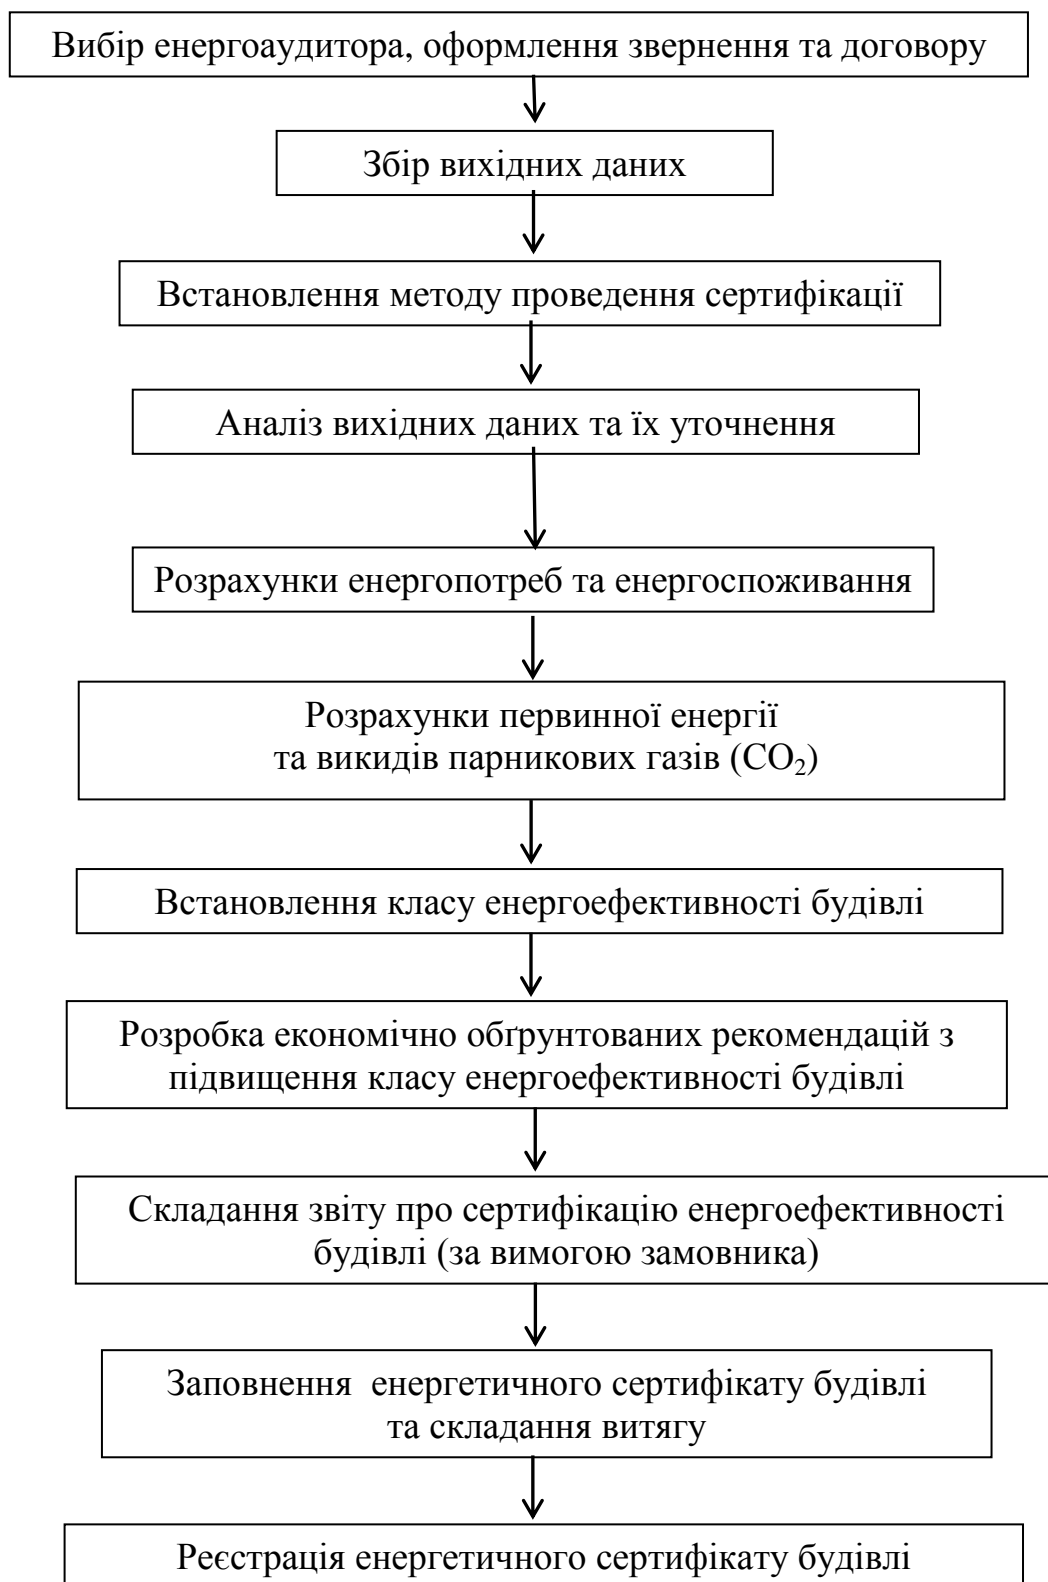 Вибір енергоаудитора, оформлення звернення та договору
Збір вихідних даних
Встановлення методу проведення сертифікації
Аналіз вихідних даних та їх уточнення
Розрахунки енергопотреб та енергоспоживання
Розрахунки первинної енергії
та викидів парникових газів (CO₂)
Встановлення класу енергоефективності будівлі
Розробка економічно обґрунтованих рекомендацій з
підвищення класу енергоефективності будівлі
Складання звіту про сертифікацію енергоефективності
будівлі (за вимогою замовника)
Заповнення енергетичного сертифікату будівлі
та складання витягу
Реєстрація енергетичного сертифікату будівлі